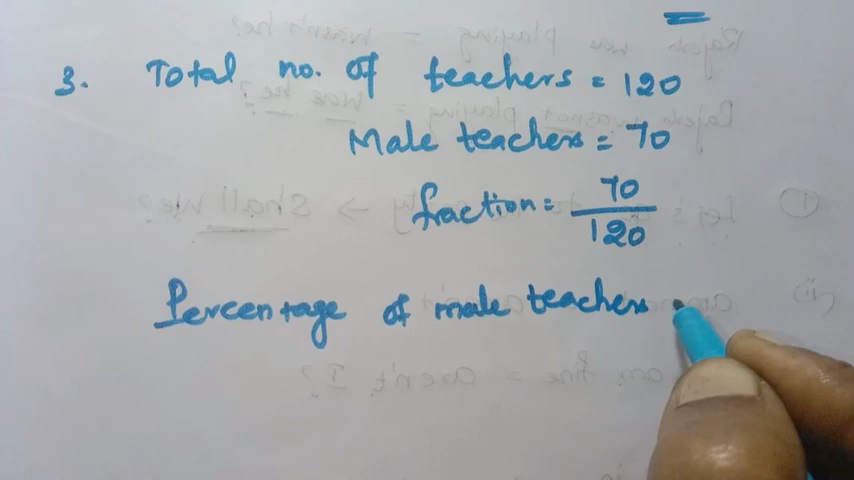 3. Total no. of teachers = 120
Male teachers = 70
fraction = 70/120
Percentage of male teachers